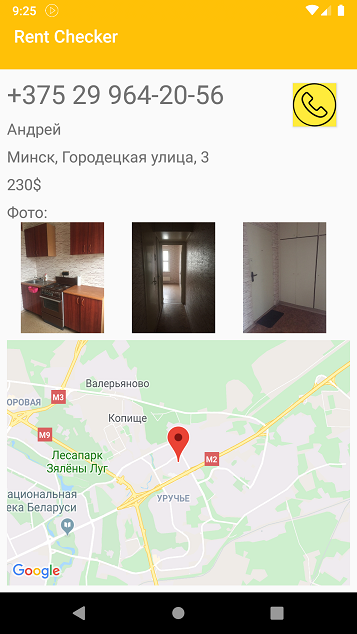 9:25
Rent Checker
+375 29 964-20-56
Андрей
Минск, Городецкая улица, 3
230$
Фото:
Валерьяново
ОРОВАЯ
M3
Копище
M9
Лесапарк
Зялёны Луг
M2
ациональная
ека Беларуси
УРУЧЬЕ
Google